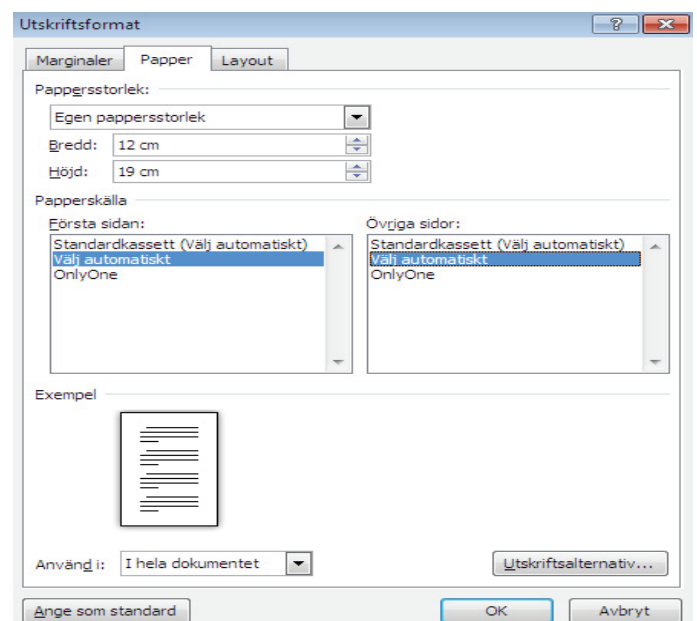 Utskriftsformat
Marginaler Papper Layout
Pappersstorlek:
Egen pappersstorlek
Bredd: 12 cm
Höjd: 19 cm
Papperskälla
Första sidan: Övriga sidor:
Standardkassett (Välj automatiskt) Standardkassett (Välj automatiskt)
Välj automatiskt Välj automatiskt
OnlyOne OnlyOne
Exempel
Använd i: I hela dokumentet Utskriftsalternativ...
Ange som standard OK Avbryt